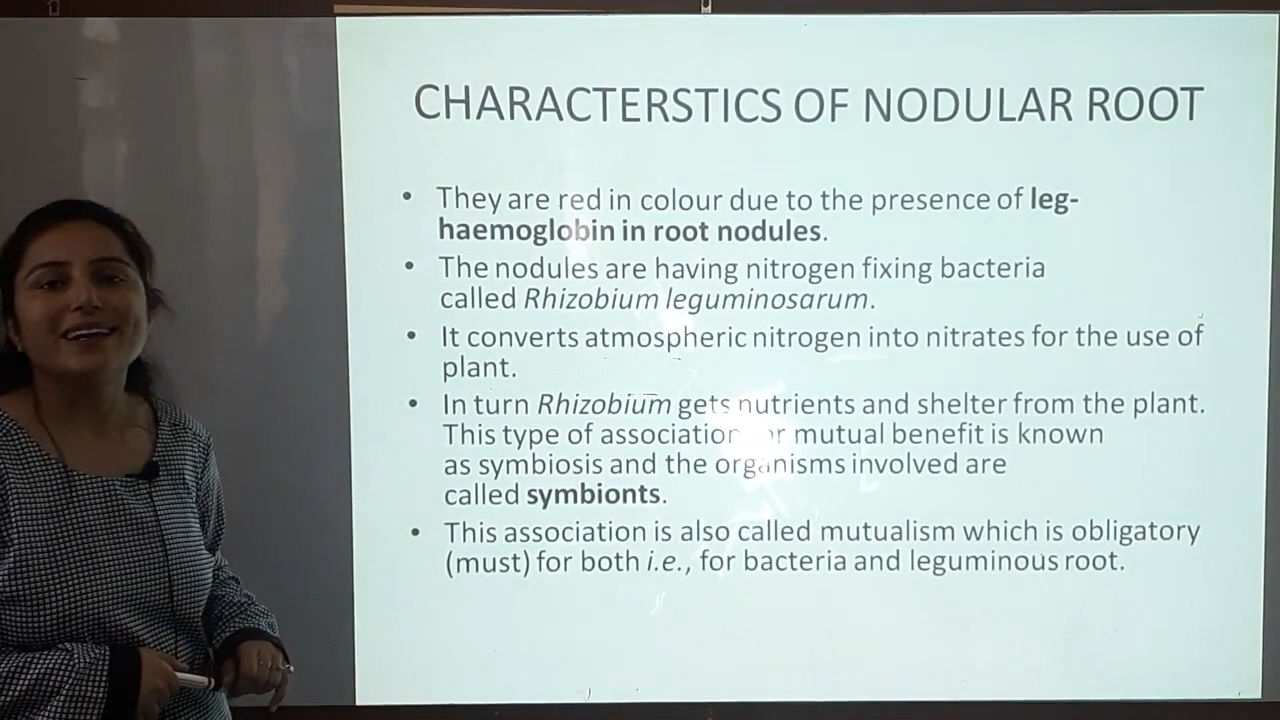 CHARACTERSTICS OF NODULAR ROOT
• They are red in colour due to the presence of leg-
haemoglobin in root nodules.
• The nodules are having nitrogen fixing bacteria
called Rhizobium leguminosarum.
• It converts atmospheric nitrogen into nitrates for the use of
plant.
• In turn Rhizobium gets nutrients and shelter from the plant.
This type of association or mutual benefit is known
as symbiosis and the organisms involved are
called symbionts.
• This association is also called mutualism which is obligatory
(must) for both i.e., for bacteria and leguminous root.